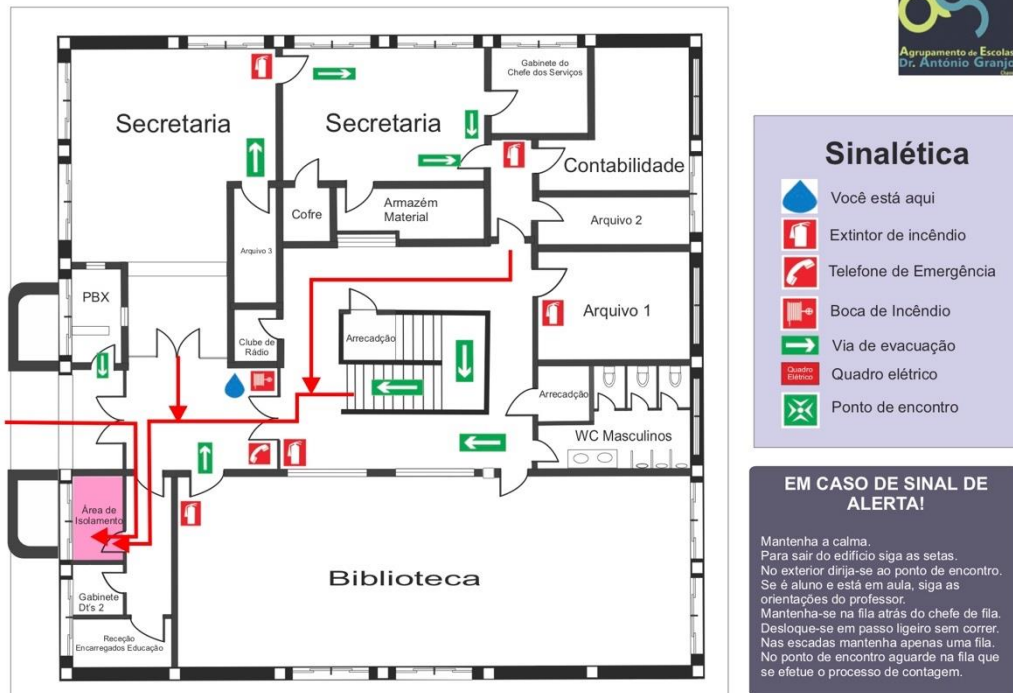 Agrupamento de Escolas
Dr. António Granjo
Secretaria
Secretaria
Gabinete do
Chefe dos Serviços
Contabilidade
Cofre
Armazém
Material
Arquivo 2
Arquivo 3
PBX
Clube de
Rádio
Arrecadção
Arquivo 1
Arrecadção
WC Masculinos
Área de
Isolamento
Gabinete
Dt's 2
Receção
Encarregados Educação
Biblioteca
Sinalética
Você está aqui
Extintor de incêndio
Telefone de Emergência
Boca de Incêndio
Via de evacuação
Quadro
Elétrico
Quadro elétrico
Ponto de encontro
EM CASO DE SINAL DE
ALERTA!
Mantenha a calma.
Para sair do edifício siga as setas.
No exterior dirija-se ao ponto de encontro.
Se é aluno e está em aula, siga as
orientações do professor.
Mantenha-se na fila atrás do chefe de fila.
Desloque-se em passo ligeiro sem correr.
Nas escadas mantenha apenas uma fila.
No ponto de encontro aguarde na fila que
se efetue o processo de contagem.